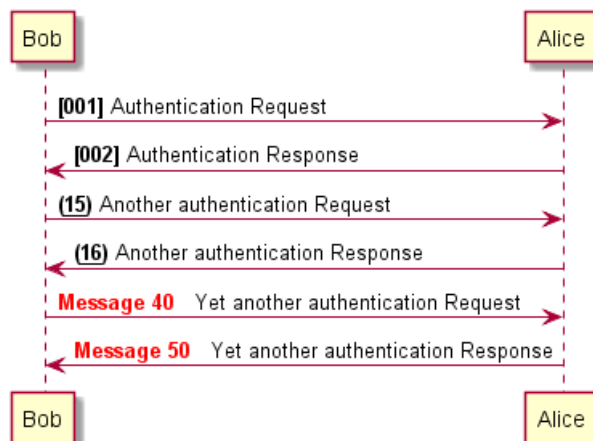 Bob Alice
[001] Authentication Request
[002] Authentication Response
(15) Another authentication Request
(16) Another authentication Response
Message 40 Yet another authentication Request
Message 50 Yet another authentication Response
Bob Alice